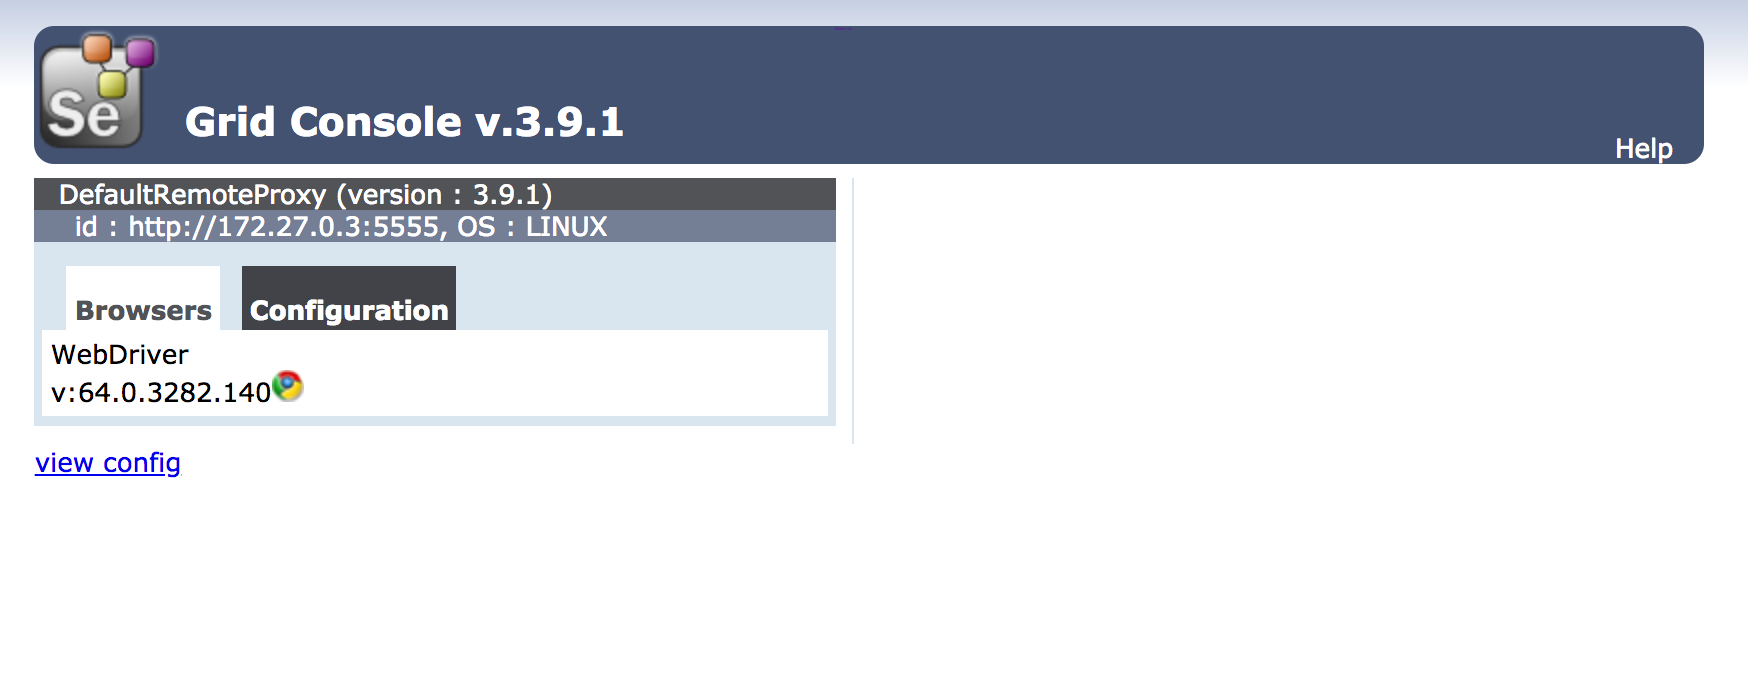 Se
Grid Console v.3.9.1
Help
DefaultRemoteProxy (version : 3.9.1)
id : http://172.27.0.3:5555, OS : LINUX
Browsers Configuration
WebDriver
v:64.0.3282.140
view config